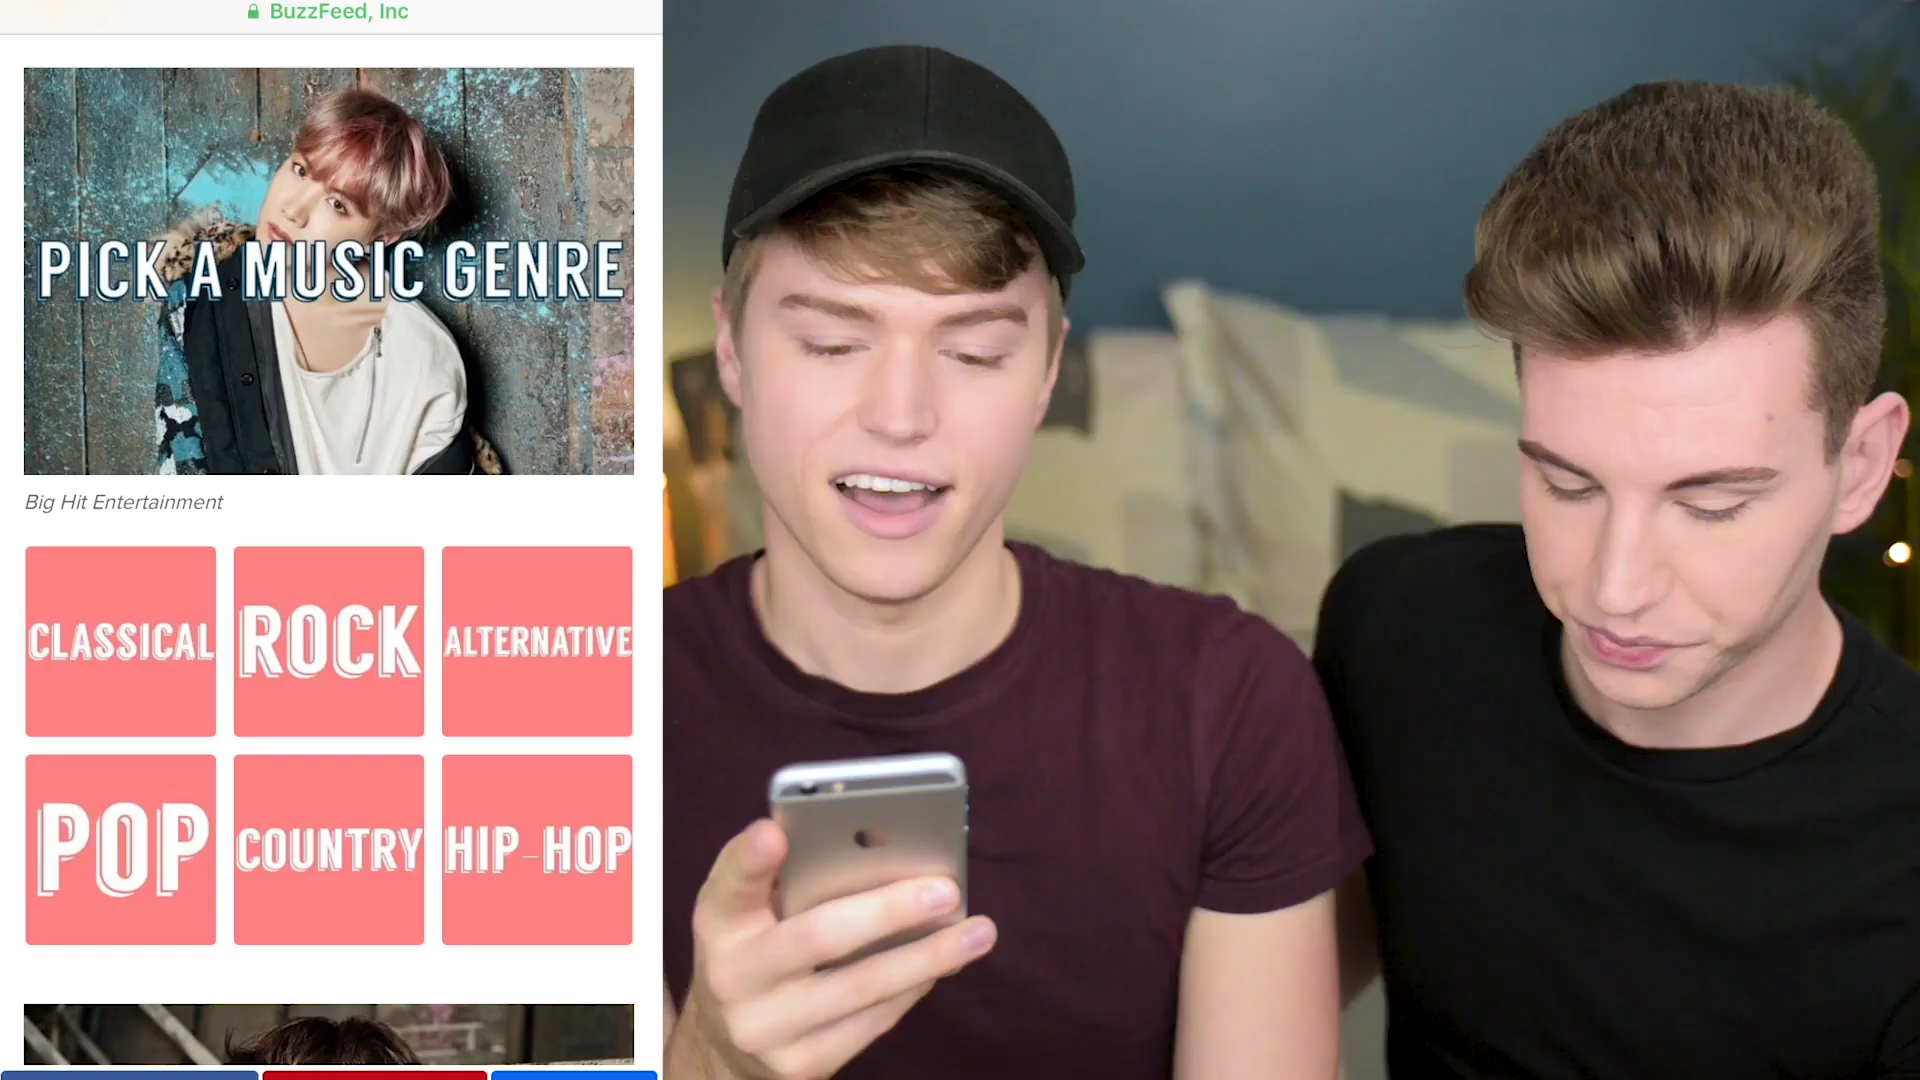 BuzzFeed, Inc
PICK A MUSIC GENRE
Big Hit Entertainment
CLASSICAL
ROCK
ALTERNATIVE
POP
COUNTRY
HIP-HOP